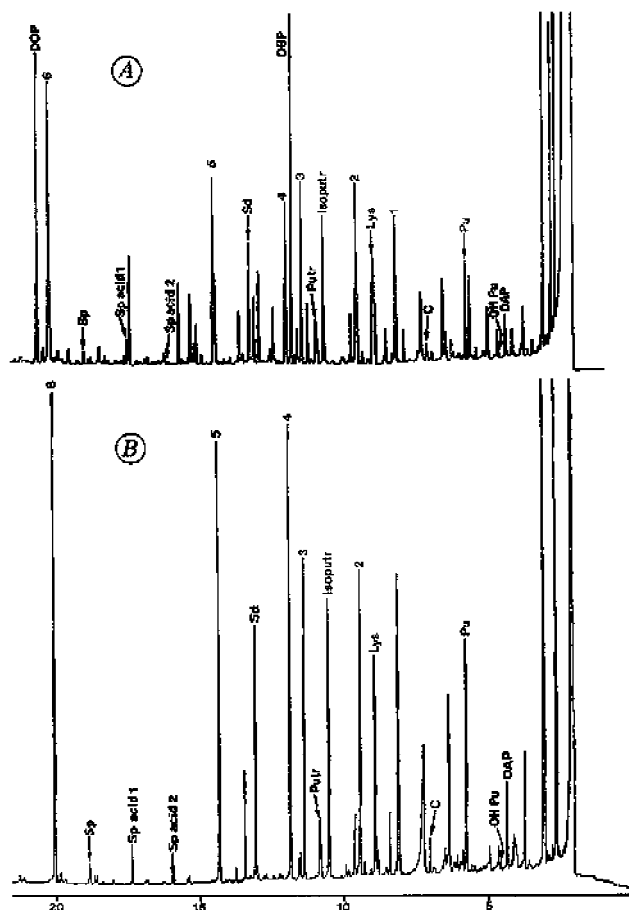 DOP
6
A
Sp
Sp acid 1
Sp acid 2
5
Sd
DBP
4
3
Putr
Isoputr
2
Lys
1
C
Pu
OH Pu
DAP
6
B
Sp
Sp acid 1
Sp acid 2
5
Sd
4
3
Putr
Isoputr
2
Lys
C
Pu
OH Pu
DAP
20
15
10
5